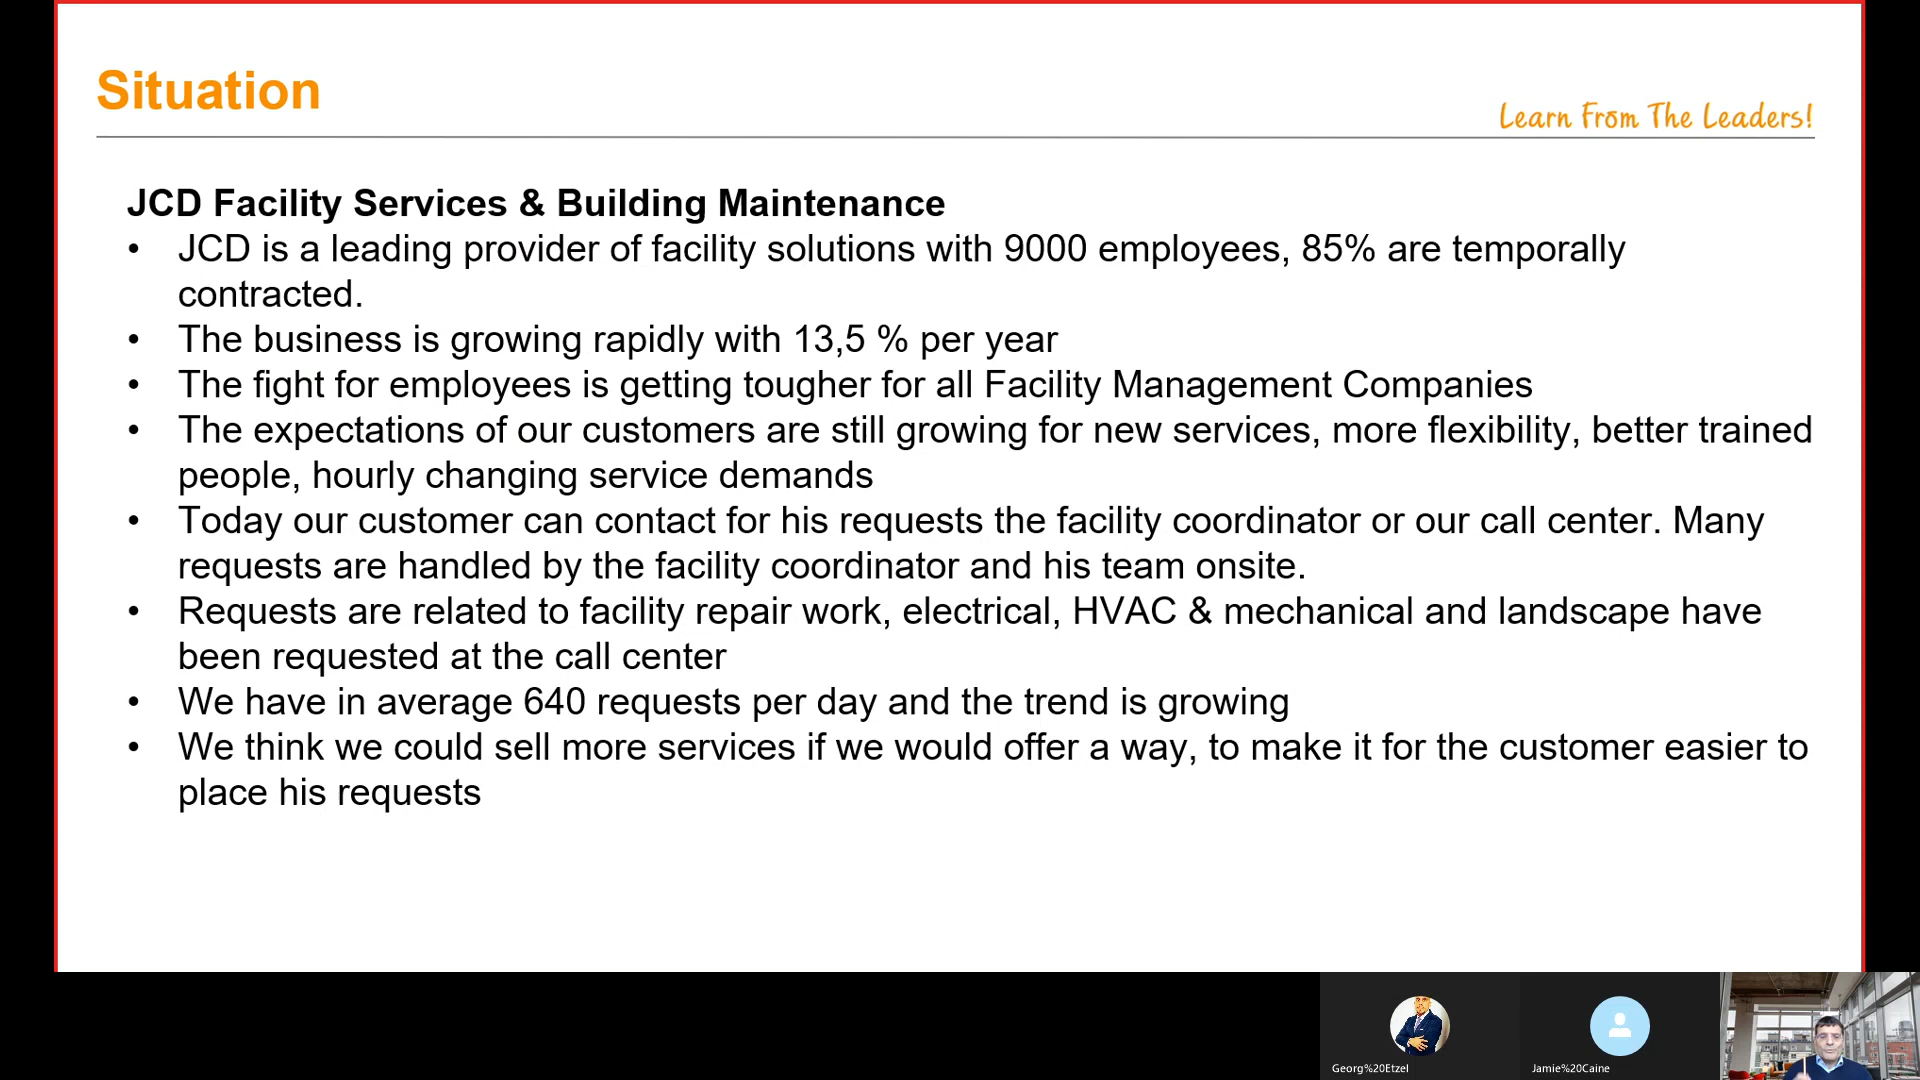 Situation
Learn From The Leaders!
JCD Facility Services & Building Maintenance
• JCD is a leading provider of facility solutions with 9000 employees, 85% are temporally
contracted.
• The business is growing rapidly with 13,5 % per year
• The fight for employees is getting tougher for all Facility Management Companies
• The expectations of our customers are still growing for new services, more flexibility, better trained
people, hourly changing service demands
• Today our customer can contact for his requests the facility coordinator or our call center. Many
requests are handled by the facility coordinator and his team onsite.
• Requests are related to facility repair work, electrical, HVAC & mechanical and landscape have
been requested at the call center
• We have in average 640 requests per day and the trend is growing
• We think we could sell more services if we would offer a way, to make it for the customer easier to
place his requests
Georg%20Etzel
Jamie%20Caine